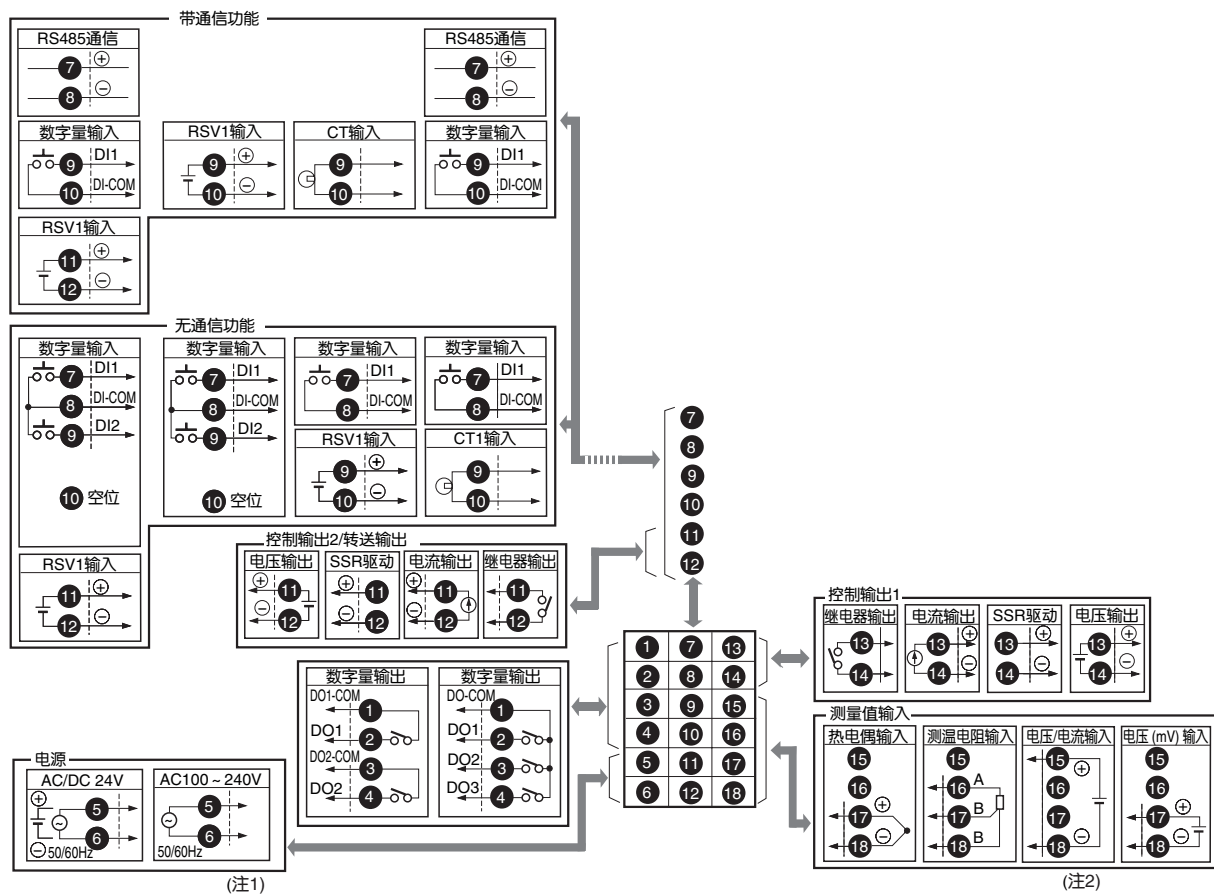 带通信功能
RS485通信
7 ⊕
8 ⊖
RS485通信
7 ⊕
8 ⊖
数字量输入
9 DI1
10 DI-COM
RSV1输入
9 ⊕
10 ⊖
CT输入
9
10
数字量输入
9 DI1
10 DI-COM
RSV1输入
11 ⊕
12 ⊖
无通信功能
数字量输入
7 DI1
8 DI-COM
9 DI2
10 空位
数字量输入
7 DI1
8 DI-COM
9 DI2
10 空位
数字量输入
7 DI1
8 DI-COM
数字量输入
7 DI1
8 DI-COM
RSV1输入
9 ⊕
10 ⊖
CT1输入
9
10
RSV1输入
11 ⊕
12 ⊖
7
8
9
10
11
12
控制输出2/转送输出
电压输出
⊕ 11
⊖ 12
SSR驱动
⊕ 11
⊖ 12
电流输出
⊕ 11
⊖ 12
继电器输出
11
12
1 7 13
2 8 14
3 9 15
4 10 16
5 11 17
6 12 18
控制输出1
继电器输出
13
14
电流输出
13 ⊕
14 ⊖
SSR驱动
13 ⊕
14 ⊖
电压输出
13 ⊕
14 ⊖
数字量输出
DO1-COM 1
DO1 2
DO2-COM 3
DO2 4
数字量输出
DO-COM 1
DO1 2
DO2 3
DO3 4
测量值输入
热电偶输入
15
16
17 ⊕
18 ⊖
测温电阻输入
15
16 A
17 B
18 B
电压/电流输入
15 ⊕
16
17
18 ⊖
电压 (mV) 输入
15
16
17 ⊕
18 ⊖
电源
AC/DC 24V
⊕ 5
~ 6
⊖ 50/60Hz
AC100 ~ 240V
5
~ 6
50/60Hz
(注1)
(注2)